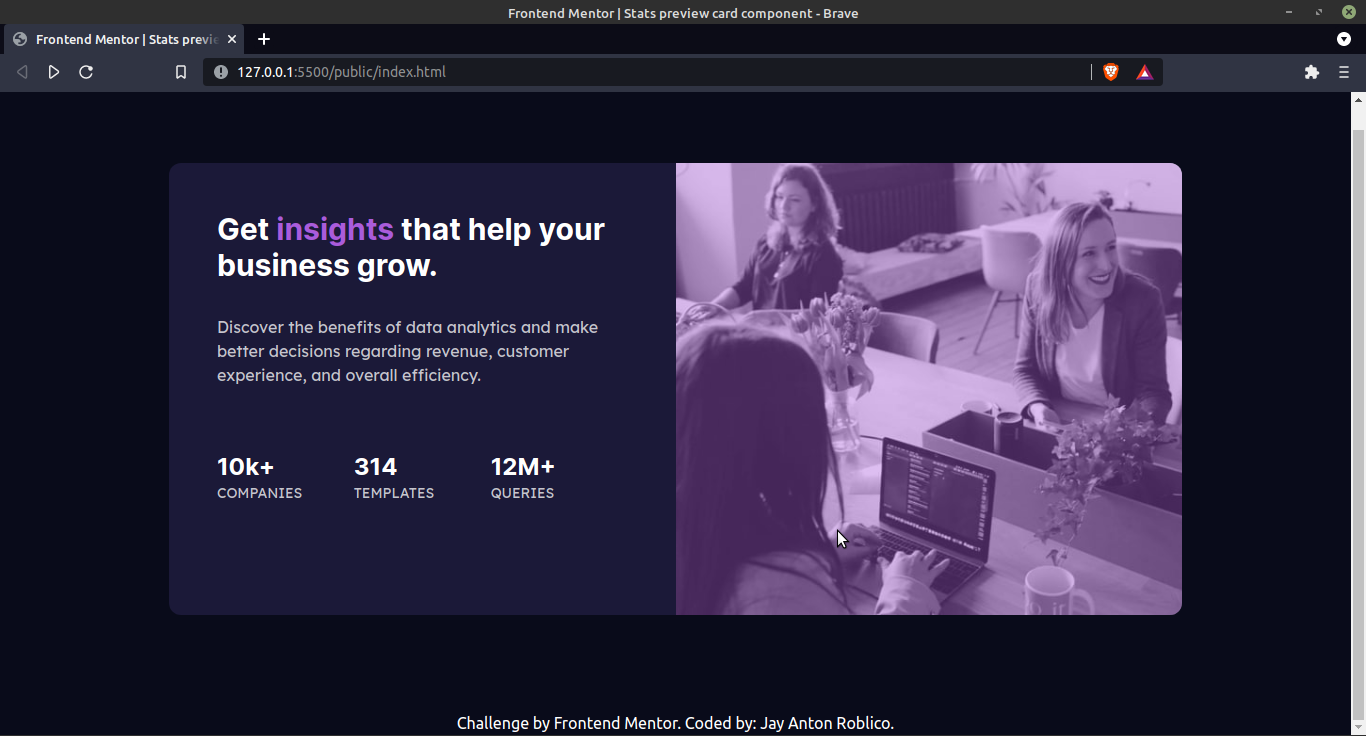 Frontend Mentor | Stats preview card component - Brave
Frontend Mentor | Stats previe
127.0.0.1:5500/public/index.html
Get insights that help your
business grow.
Discover the benefits of data analytics and make
better decisions regarding revenue, customer
experience, and overall efficiency.
10k+ 314 12M+
COMPANIES TEMPLATES QUERIES
Challenge by Frontend Mentor. Coded by: Jay Anton Roblico.